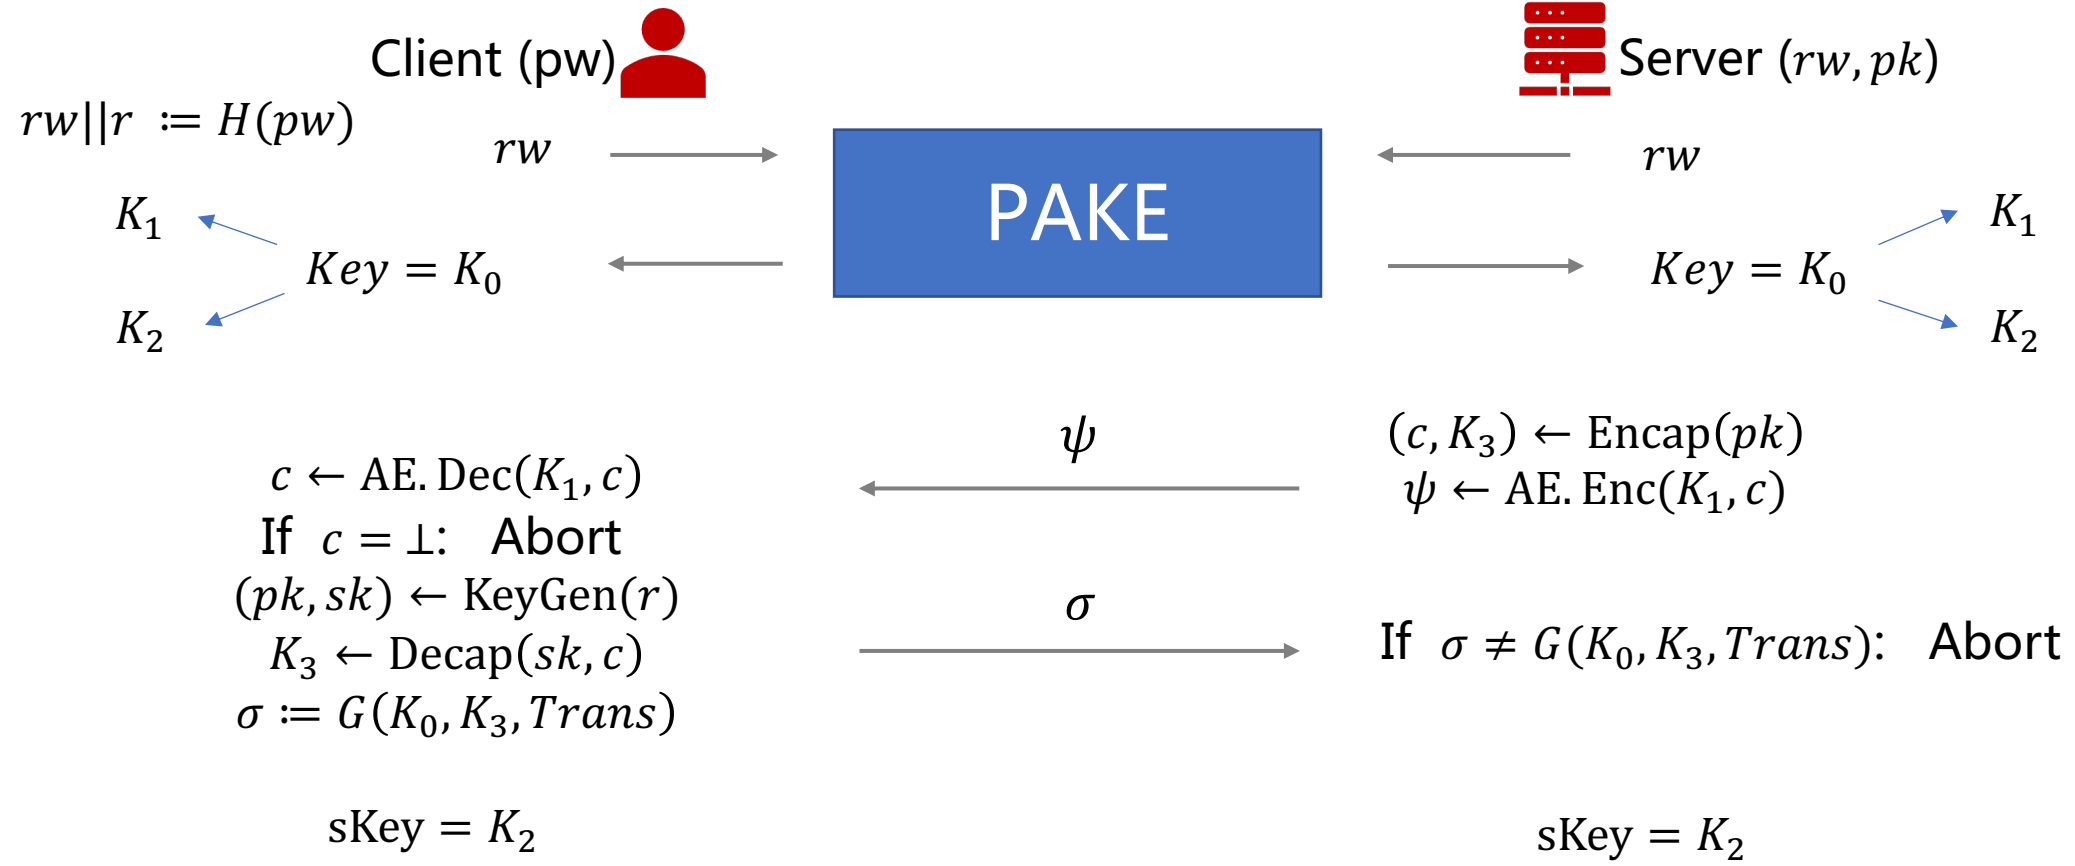 Client (pw)
Server (rw, pk)
rw||r ≔ H(pw)
rw
PAKE
rw
K₁
K₁
Key = K₀
Key = K₀
K₂
K₂
ψ
(c, K₃) ← Encap(pk)
c ← AE. Dec(K₁, c)
ψ ← AE. Enc(K₁, c)
If c = ⊥: Abort
(pk, sk) ← KeyGen(r)
σ
K₃ ← Decap(sk, c)
If σ ≠ G(K₀, K₃, Trans): Abort
σ ≔ G(K₀, K₃, Trans)
sKey = K₂
sKey = K₂